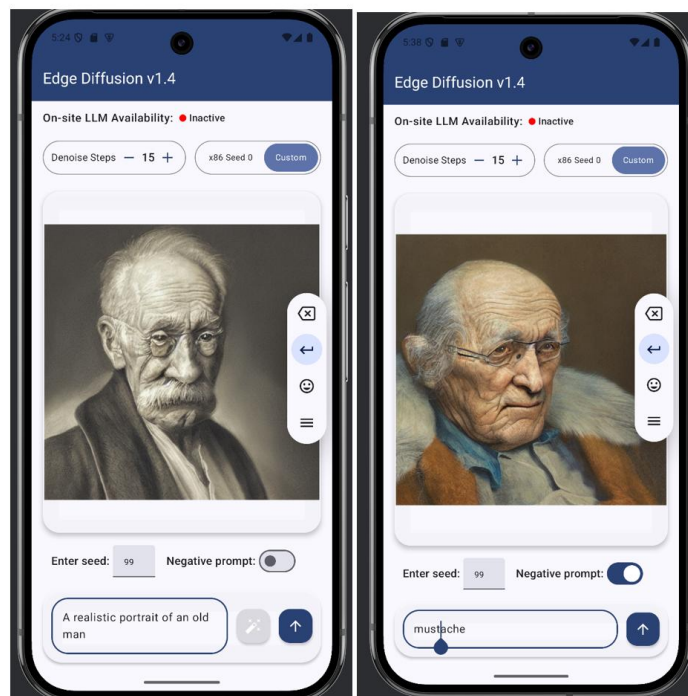 5:24
Edge Diffusion v1.4
On-site LLM Availability: Inactive
Denoise Steps − 15 + x86 Seed 0 Custom
Enter seed: 99 Negative prompt:
A realistic portrait of an old
man
5:38
Edge Diffusion v1.4
On-site LLM Availability: Inactive
Denoise Steps − 15 + x86 Seed 0 Custom
Enter seed: 99 Negative prompt:
mustache